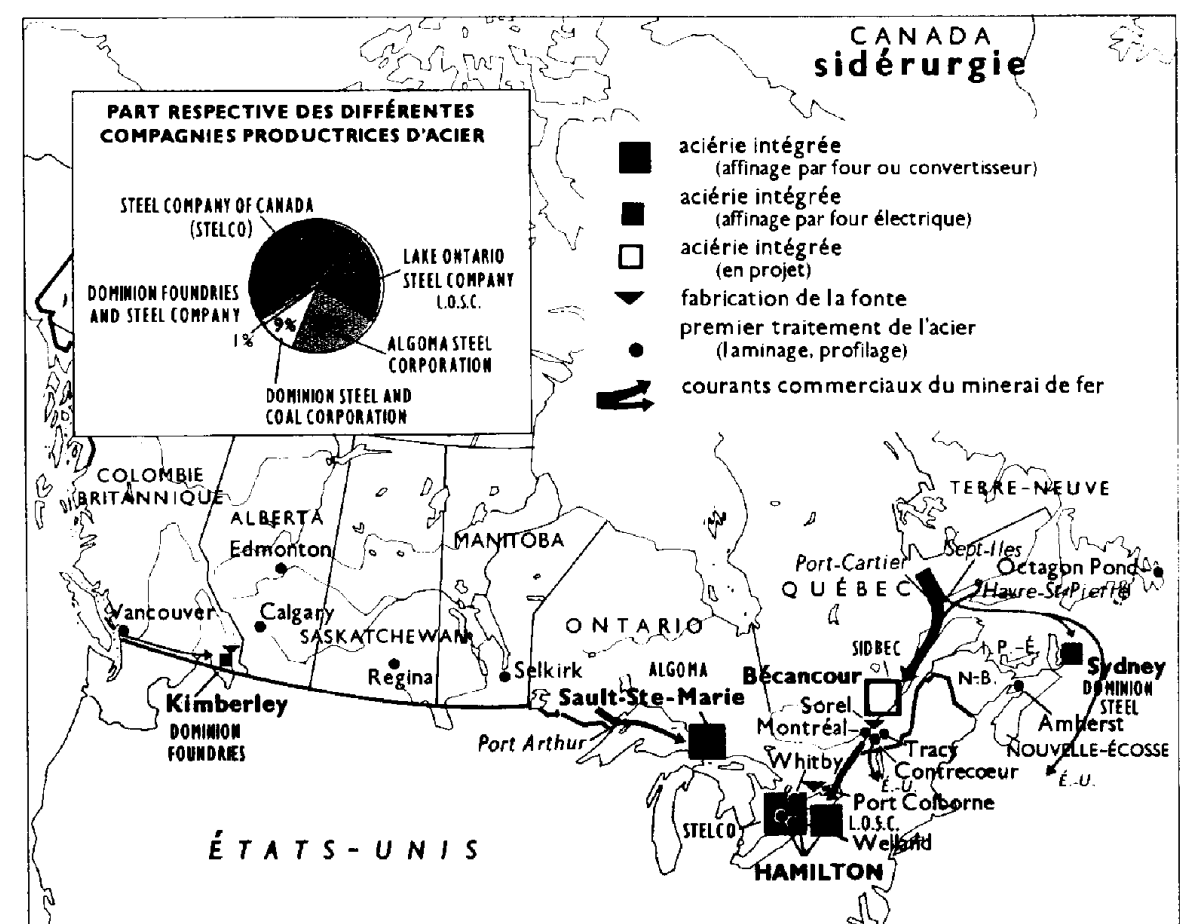 CANADA
sidérurgie
PART RESPECTIVE DES DIFFÉRENTES
COMPAGNIES PRODUCTRICES D'ACIER
STEEL COMPANY OF CANADA
(STELCO)
LAKE ONTARIO
STEEL COMPANY
L.O.S.C.
DOMINION FOUNDRIES
AND STEEL COMPANY
1%
9%
ALGOMA STEEL
CORPORATION
DOMINION STEEL AND
COAL CORPORATION
aciérie intégrée
(affinage par four ou convertisseur)
aciérie intégrée
(affinage par four électrique)
aciérie intégrée
(en projet)
fabrication de la fonte
premier traitement de l'acier
(laminage, profilage)
courants commerciaux du minerai de fer
COLOMBIE
BRITANNIQUE
ALBERTA
Edmonton
MANITOBA
TERRE-NEUVE
Sept-Iles
Port-Cartier
Octagon Pond
QUÉBEC
Havre-St-Pierre
Vancouver
Calgary
SASKATCHEWAN
ONTARIO
Regina
Selkirk
ALGOMA
SIDBEC
I.P.-É.
N-B.
Kimberley
DOMINION
FOUNDRIES
Sault-Ste-Marie
Bécancour
Sydney
DOMINION
STEEL
Sorel
Montréal
Amherst
Port Arthur
Tracy
NOUVELLE-ÉCOSSE
Whitby
Contrecœur
É.-U.
É.-U.
Port Colborne
STELCO
L.O.S.C.
Welland
ÉTATS-UNIS
HAMILTON